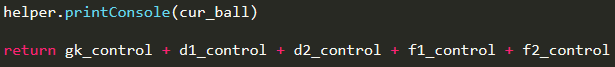 helper.printConsole(cur_ball)
return gk_control + d1_control + d2_control + f1_control + f2_control